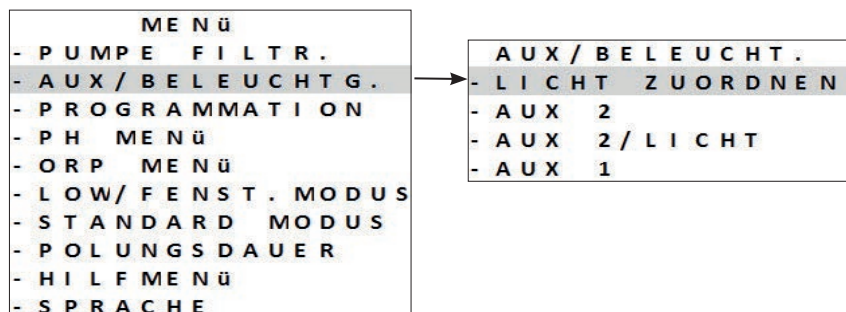 MENü
- PUMPE FILTR.
- AUX/BELEUCHTG.
- PROGRAMMATION
- PH MENü
- ORP MENü
- LOW/FENST.MODUS
- STANDARD MODUS
- POLUNGSDAUER
- HILFMENü
- SPRACHE
AUX/BELEUCHT.
- LICHT ZUORDNEN
- AUX 2
- AUX 2/LICHT
- AUX 1